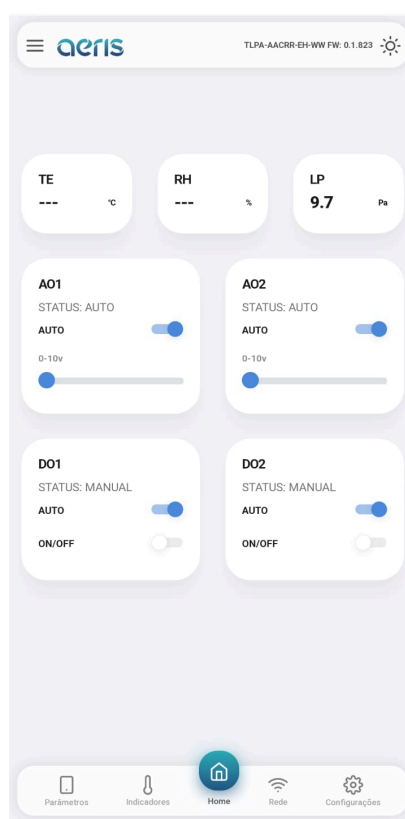 aeris
TLPA-AACRR-EH-WW FW: 0.1.823
TE
--- °C
RH
--- %
LP
9.7 Pa
AO1
STATUS: AUTO
AUTO
0-10v
AO2
STATUS: AUTO
AUTO
0-10v
DO1
STATUS: MANUAL
AUTO
ON/OFF
DO2
STATUS: MANUAL
AUTO
ON/OFF
Parâmetros
Indicadores
Home
Rede
Configurações